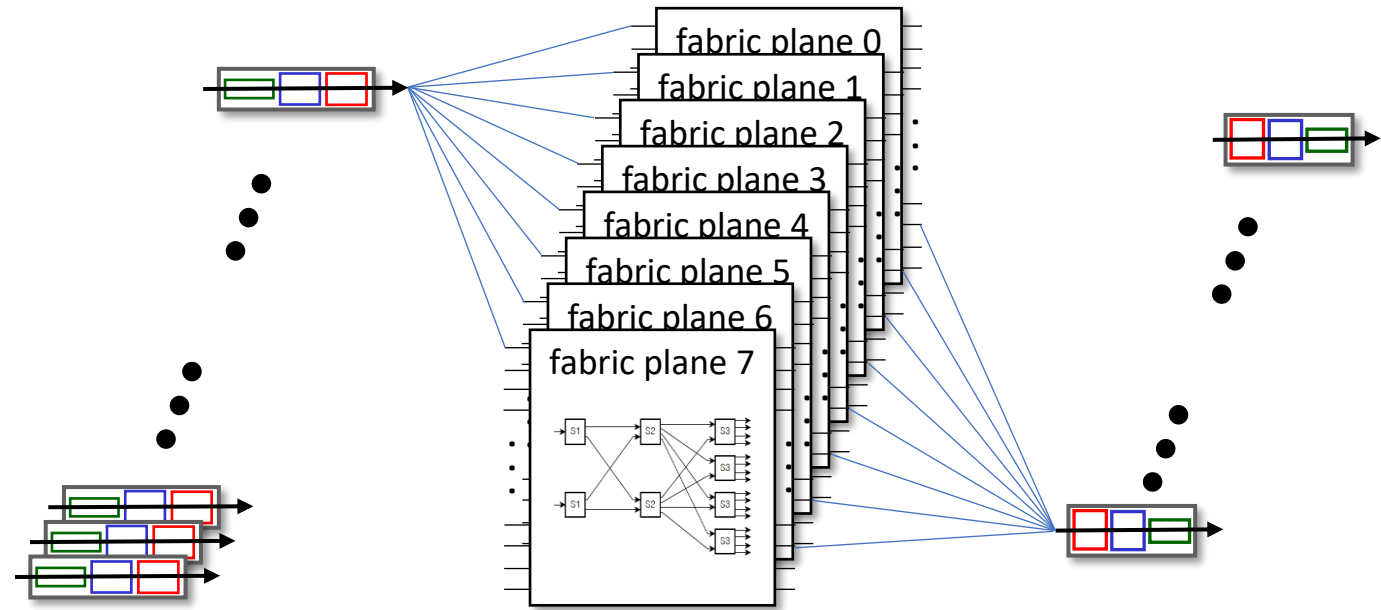 fabric plane 0
fabric plane 1
fabric plane 2
fabric plane 3
fabric plane 4
fabric plane 5
fabric plane 6
fabric plane 7
S1 S2 S3
S3
S1 S2 S3
S3